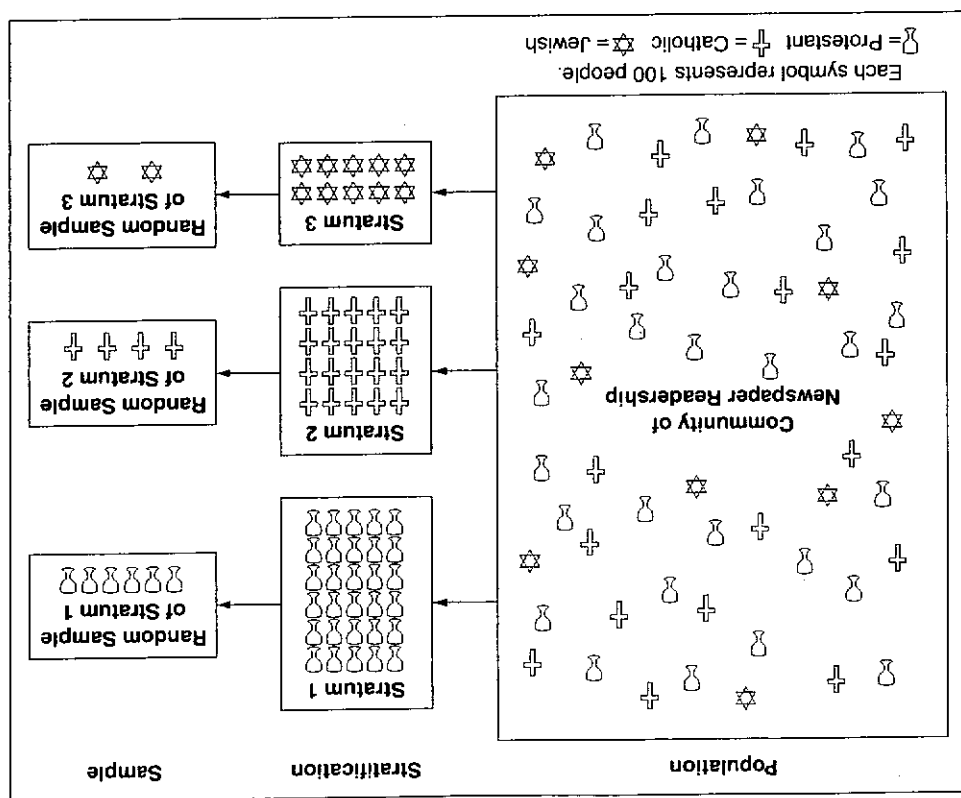 Population
Stratification
Sample
Community of
Newspaper Readership
Stratum 1
Random Sample
of Stratum 1
Stratum 2
Random Sample
of Stratum 2
Stratum 3
Random Sample
of Stratum 3
Each symbol represents 100 people.
= Protestant = Catholic = Jewish